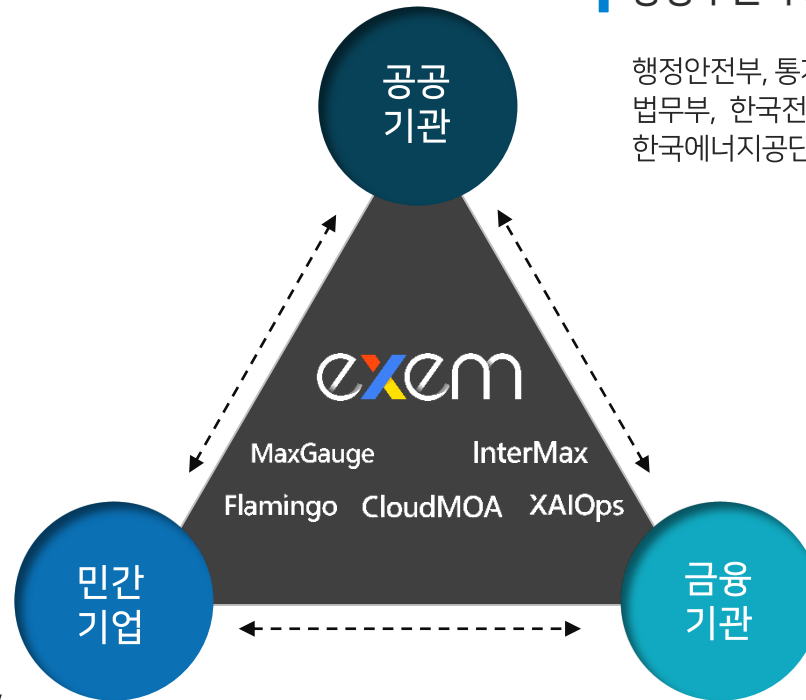 공공
기관
행정안전부,
법무부, 한국전
한국에너지공단
exem
MaxGauge InterMax
Flamingo CloudMOA XAIOps
민간
기업
금융
기관